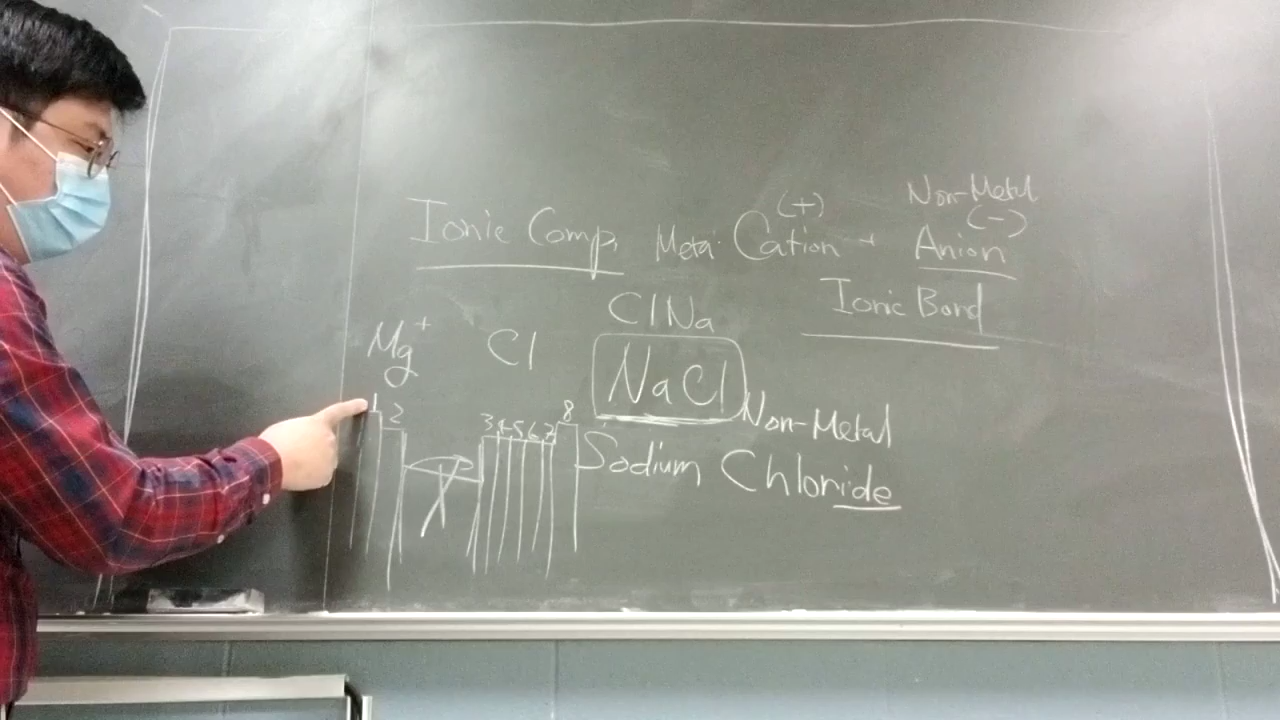 Non-Metal
(+) (-)
Ionic Comp. Metal Cation + Anion
Ionic Bond
ClNa
Mg+ Cl NaCl
1 2 3 4 5 6 7 8
Non-Metal
Sodium Chloride